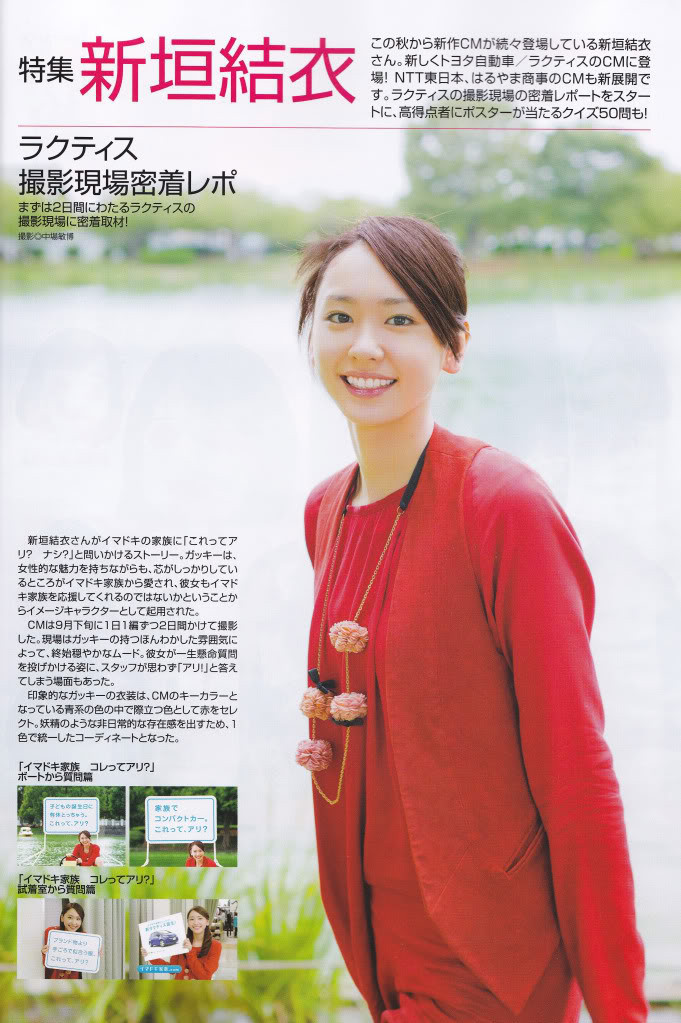 特集 新垣結衣
この秋から新作CMが続々登場している新垣結衣
さん。新しくトヨタ自動車／ラクティスのCMに登
場! NTT東日本、はるやま商事のCMも新展開で
す。ラクティスの撮影現場の密着レポートをスター
トに、高得点者にポスターが当たるクイズ50問も!
ラクティス
撮影現場密着レポ
まずは2日間にわたるラクティスの
撮影現場に密着取材!
撮影◎中場敏博
新垣結衣さんがイマドキの家族に「これってア
リ? ナシ?」と問いかけるストーリー。ガッキーは、
女性的な魅力を持ちながらも、芯がしっかりして
いるところがイマドキ家族から愛され、彼女もイマド
キ家族を応援してくれるのではないかということか
らイメージキャラクターとして起用された。
CMは9月下旬に1日1編ずつ2日間かけて撮影
した。現場はガッキーの持つほんわかした雰囲気に
よって、終始穏やかなムード。彼女が一生懸命質問
を投げかける姿に、スタッフが思わず「アリ!」と答え
てしまう場面もあった。
印象的なガッキーの衣装は、CMのキーカラーと
なっている青系の色の中で際立つ色として赤をセレ
クト。妖精のような非日常的な存在感を出すため、1
色で統一したコーディネートとなった。
「イマドキ家族 コレってアリ?」
ボートから質問篇
子どもの誕生日に
有休とっちゃう。
これって、アリ?
家族で
コンパクトカー。
これって、アリ?
「イマドキ家族 コレってアリ?」
試着室から質問篇
ブランド物より
これって、アリ?
イマドキ家族.com